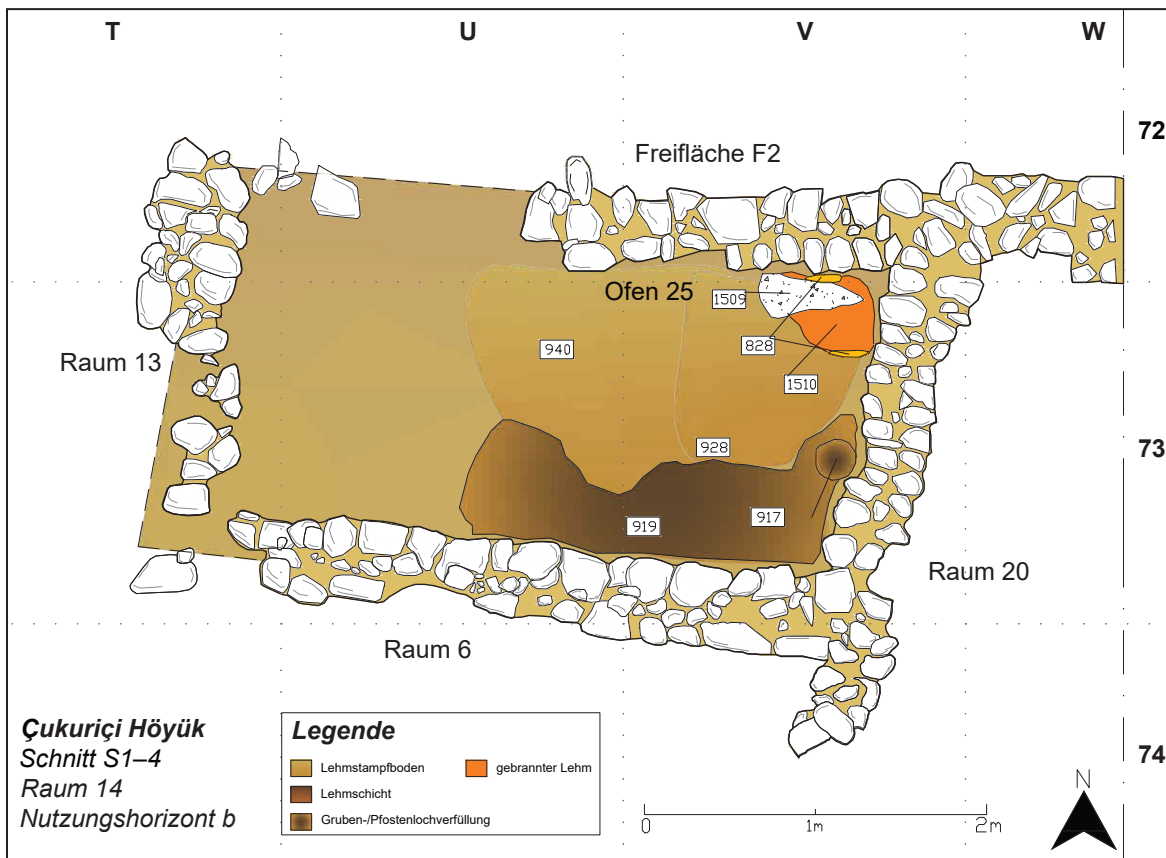 T U V W
72
Freifläche F2
Ofen 25
1509
Raum 13
940
828
1510
73
928
919
917
Raum 20
Raum 6
Çukuriçi Höyük
Schnitt S1–4
Raum 14
Nutzungshorizont b
Legende
Lehmstampfboden
gebrannter Lehm
Lehmschicht
Gruben-/Pfostenlochverfüllung
74
N
0 1m 2m